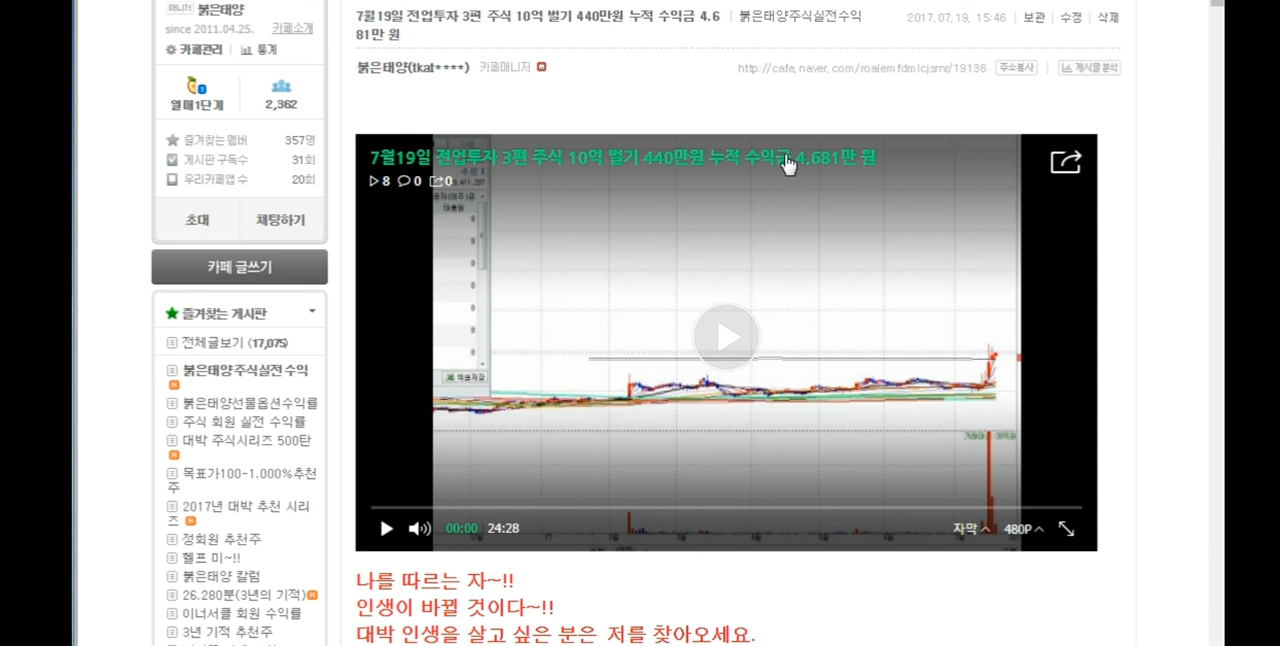 매니저 붉은태양
since 2011.04.25. 카페소개
카페관리 통계
열매1단계 2,362
즐겨찾는 멤버 357명
게시판 구독수 31회
우리카페앱 수 20회
초대 채팅하기
카페 글쓰기
즐겨찾는 게시판
전체글보기 (17,075)
붉은태양주식실전 수익
붉은태양선물옵션수익률
주식 회원 실전 수익률
대박 주식시리즈 500탄
목표가100-1.000%추천
주
2017년 대박 추천 시리
즈
정회원 추천주
헬프 미~!!
붉은태양 칼럼
26.280분(3년의 기적)
이너서클 회원 수익률
3년 기적 추천주
7월19일 전업투자 3편 주식 10억 벌기 440만원 누적 수익금 4.6
81만 원
붉은태양주식실전수익
2017. 07. 19. 15:46 보관 수정 삭제
붉은태양(tkat****) 카페매니저
http://cafe.naver.com/roalemfdmlcjsrnr/19136 주소복사 게시글 분석
7월19일 전업투자 3편 주식 10억 벌기 440만원 누적 수익금 4.681만 원
8 0 0
엑셀저장
00:00 24:28 자막 480P
나를 따르는 자~!!
인생이 바뀔 것이다~!!
대박 인생을 살고 싶은 분은 저를 찾아오세요.